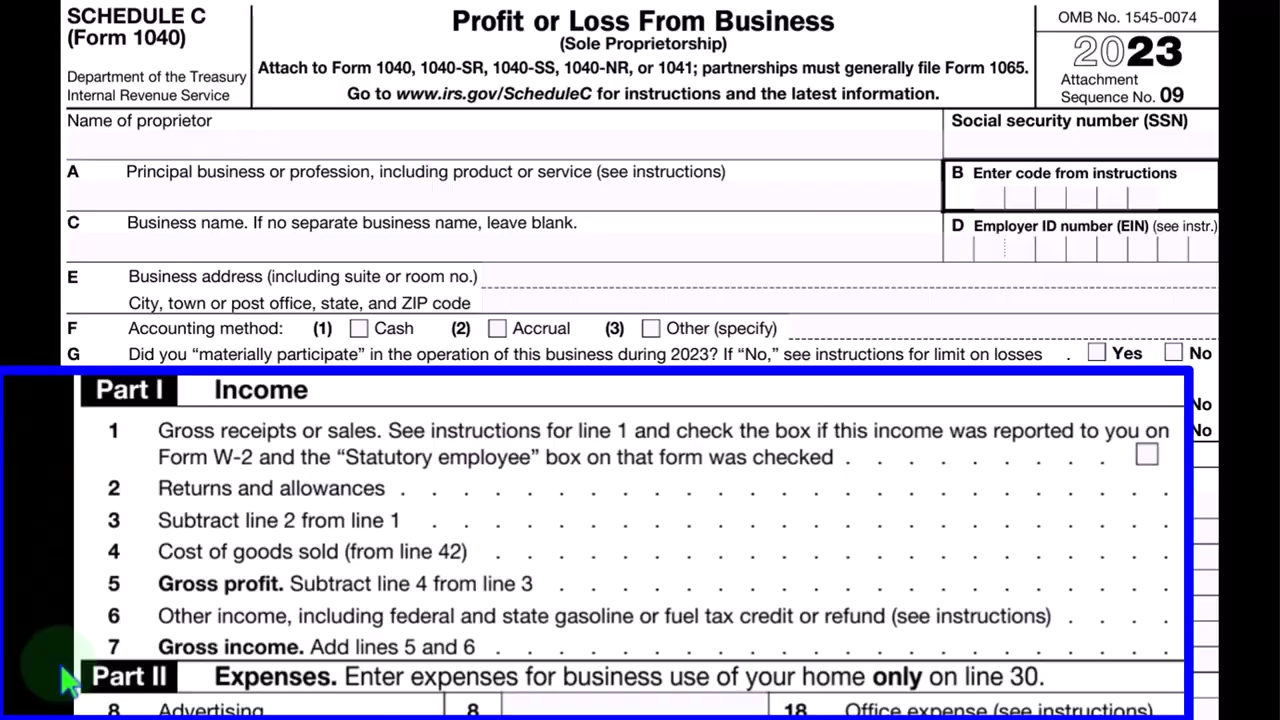 SCHEDULE C
(Form 1040)
Department of the Treasury
Internal Revenue Service
Profit or Loss From Business
(Sole Proprietorship)
Attach to Form 1040, 1040-SR, 1040-SS, 1040-NR, or 1041; partnerships must generally file Form 1065.
Go to www.irs.gov/ScheduleC for instructions and the latest information.
OMB No. 1545-0074
2023
Attachment
Sequence No. 09
Name of proprietor
Social security number (SSN)
A Principal business or profession, including product or service (see instructions)
B Enter code from instructions
C Business name. If no separate business name, leave blank.
D Employer ID number (EIN) (see instr.)
E Business address (including suite or room no.)
City, town or post office, state, and ZIP code
F Accounting method: (1) Cash (2) Accrual (3) Other (specify)
G Did you “materially participate” in the operation of this business during 2023? If “No,” see instructions for limit on losses . Yes No
No
No
Part I Income
1 Gross receipts or sales. See instructions for line 1 and check the box if this income was reported to you on
Form W-2 and the “Statutory employee” box on that form was checked . . . . . . . . .
2 Returns and allowances . . . . . . . . . . . . . . . . . . . . . .
3 Subtract line 2 from line 1 . . . . . . . . . . . . . . . . . . . . .
4 Cost of goods sold (from line 42) . . . . . . . . . . . . . . . . . . .
5 Gross profit. Subtract line 4 from line 3 . . . . . . . . . . . . . . . . .
6 Other income, including federal and state gasoline or fuel tax credit or refund (see instructions) . . . .
7 Gross income. Add lines 5 and 6 . . . . . . . . . . . . . . . . . . .
Part II Expenses. Enter expenses for business use of your home only on line 30.
8 Advertising 8 18 Office expense (see instructions)